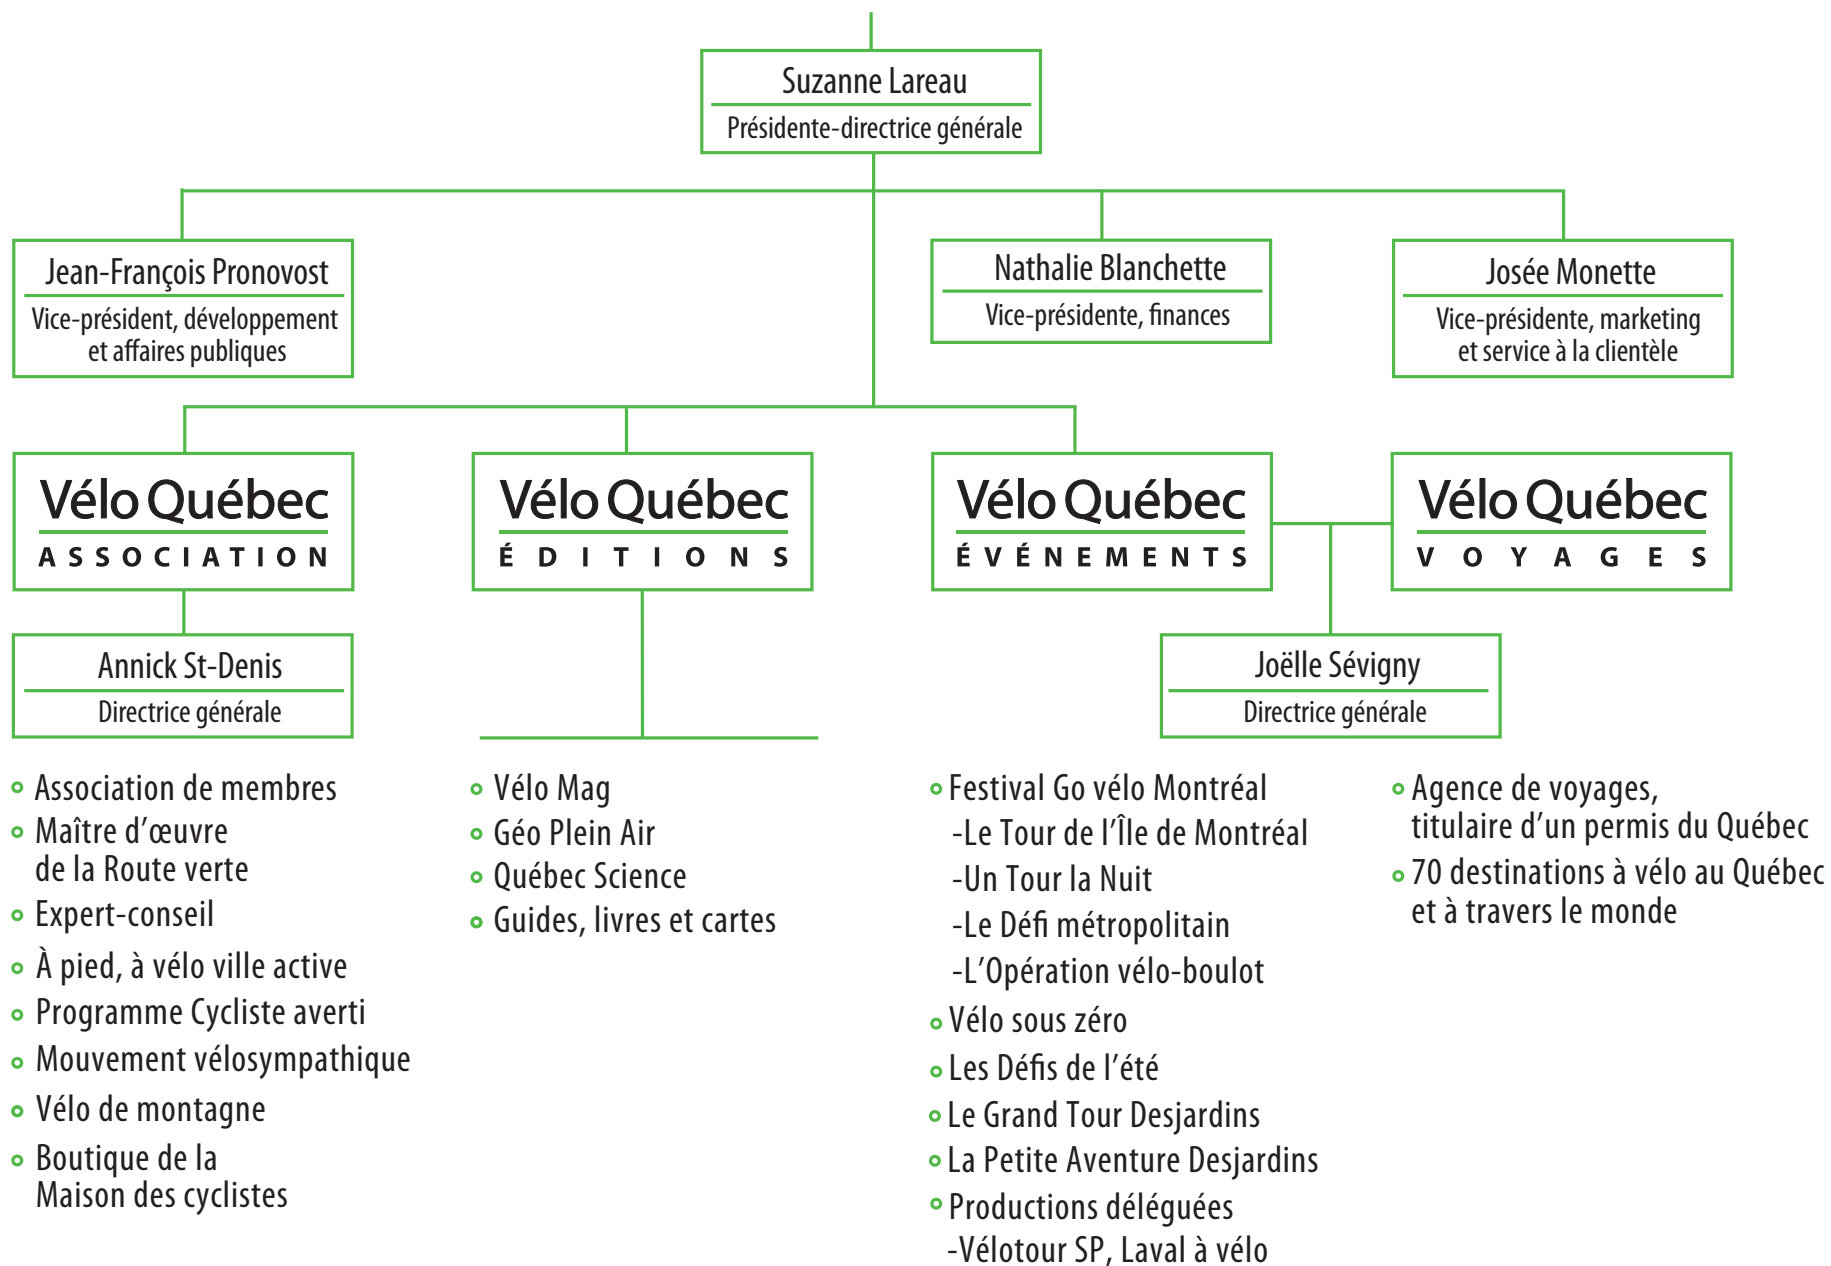 Suzanne Lareau
Présidente-directrice générale
Jean-François Pronovost
Vice-président, développement
et affaires publiques
Nathalie Blanchette
Vice-présidente, finances
Josée Monette
Vice-présidente, marketing
et service à la clientèle
Vélo Québec
ASSOCIATION
Vélo Québec
ÉDITIONS
Vélo Québec
ÉVÉNEMENTS
Vélo Québec
VOYAGES
Annick St-Denis
Directrice générale
Joëlle Sévigny
Directrice générale
Association de membres
Maître d’œuvre
de la Route verte
Expert-conseil
À pied, à vélo ville active
Programme Cycliste averti
Mouvement vélosympathique
Vélo de montagne
Boutique de la
Maison des cyclistes
Vélo Mag
Géo Plein Air
Québec Science
Guides, livres et cartes
Festival Go vélo Montréal
-Le Tour de l’Île de Montréal
-Un Tour la Nuit
-Le Défi métropolitain
-L’Opération vélo-boulot
Vélo sous zéro
Les Défis de l’été
Le Grand Tour Desjardins
La Petite Aventure Desjardins
Productions déléguées
-Vélotour SP, Laval à vélo
Agence de voyages,
titulaire d’un permis du Québec
70 destinations à vélo au Québec
et à travers le monde